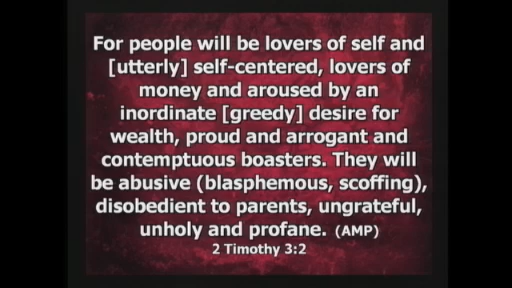 For people will be lovers of self and
[utterly] self-centered, lovers of
money and aroused by an
inordinate [greedy] desire for
wealth, proud and arrogant and
contemptuous boasters. They will
be abusive (blasphemous, scoffing),
disobedient to parents, ungrateful,
unholy and profane. (AMP)
2 Timothy 3:2